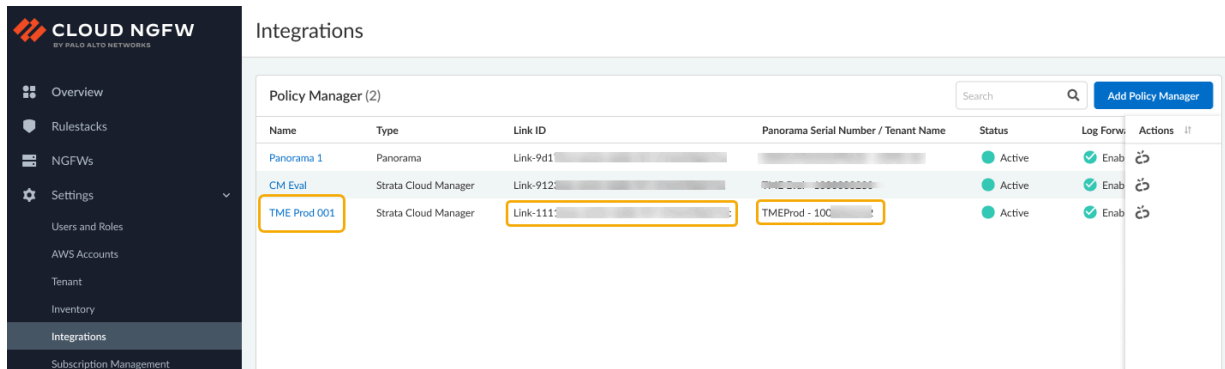 CLOUD NGFW
BY PALO ALTO NETWORKS
Overview
Rulestacks
NGFWs
Settings
Users and Roles
AWS Accounts
Tenant
Inventory
Integrations
Subscription Management
Integrations
Policy Manager (2)
Search
Add Policy Manager
Name Type Link ID Panorama Serial Number / Tenant Name Status Log Forw Actions
Panorama 1 Panorama Link-9d1 Active Enab
CM Eval Strata Cloud Manager Link-912 Active Enab
TME Prod 001 Strata Cloud Manager Link-111 TMEProd - 100 Active Enab